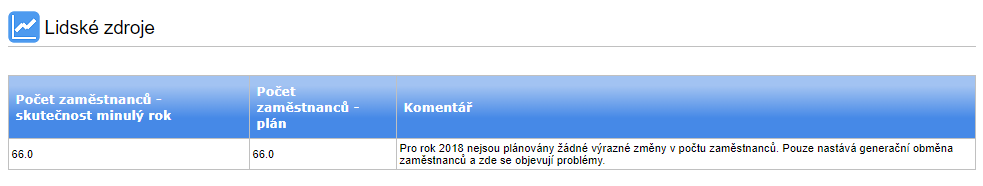 Lidské zdroje
Počet zaměstnanců -
skutečnost minulý rok
Počet
zaměstnanců -
plán
Komentář
66.0
66.0
Pro rok 2018 nejsou plánovány žádné výrazné změny v počtu zaměstnanců. Pouze nastává generační obměna
zaměstnanců a zde se objevují problémy.